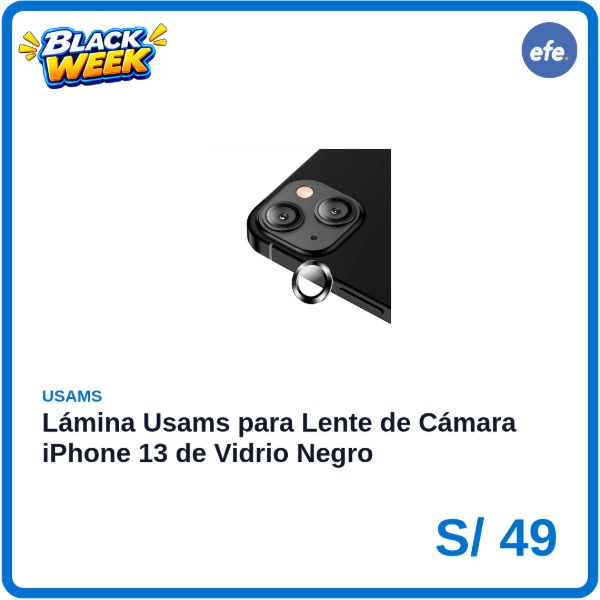 BLACK
WEEK
efe.
USAMS
Lámina Usams para Lente de Cámara
iPhone 13 de Vidrio Negro
S/ 49